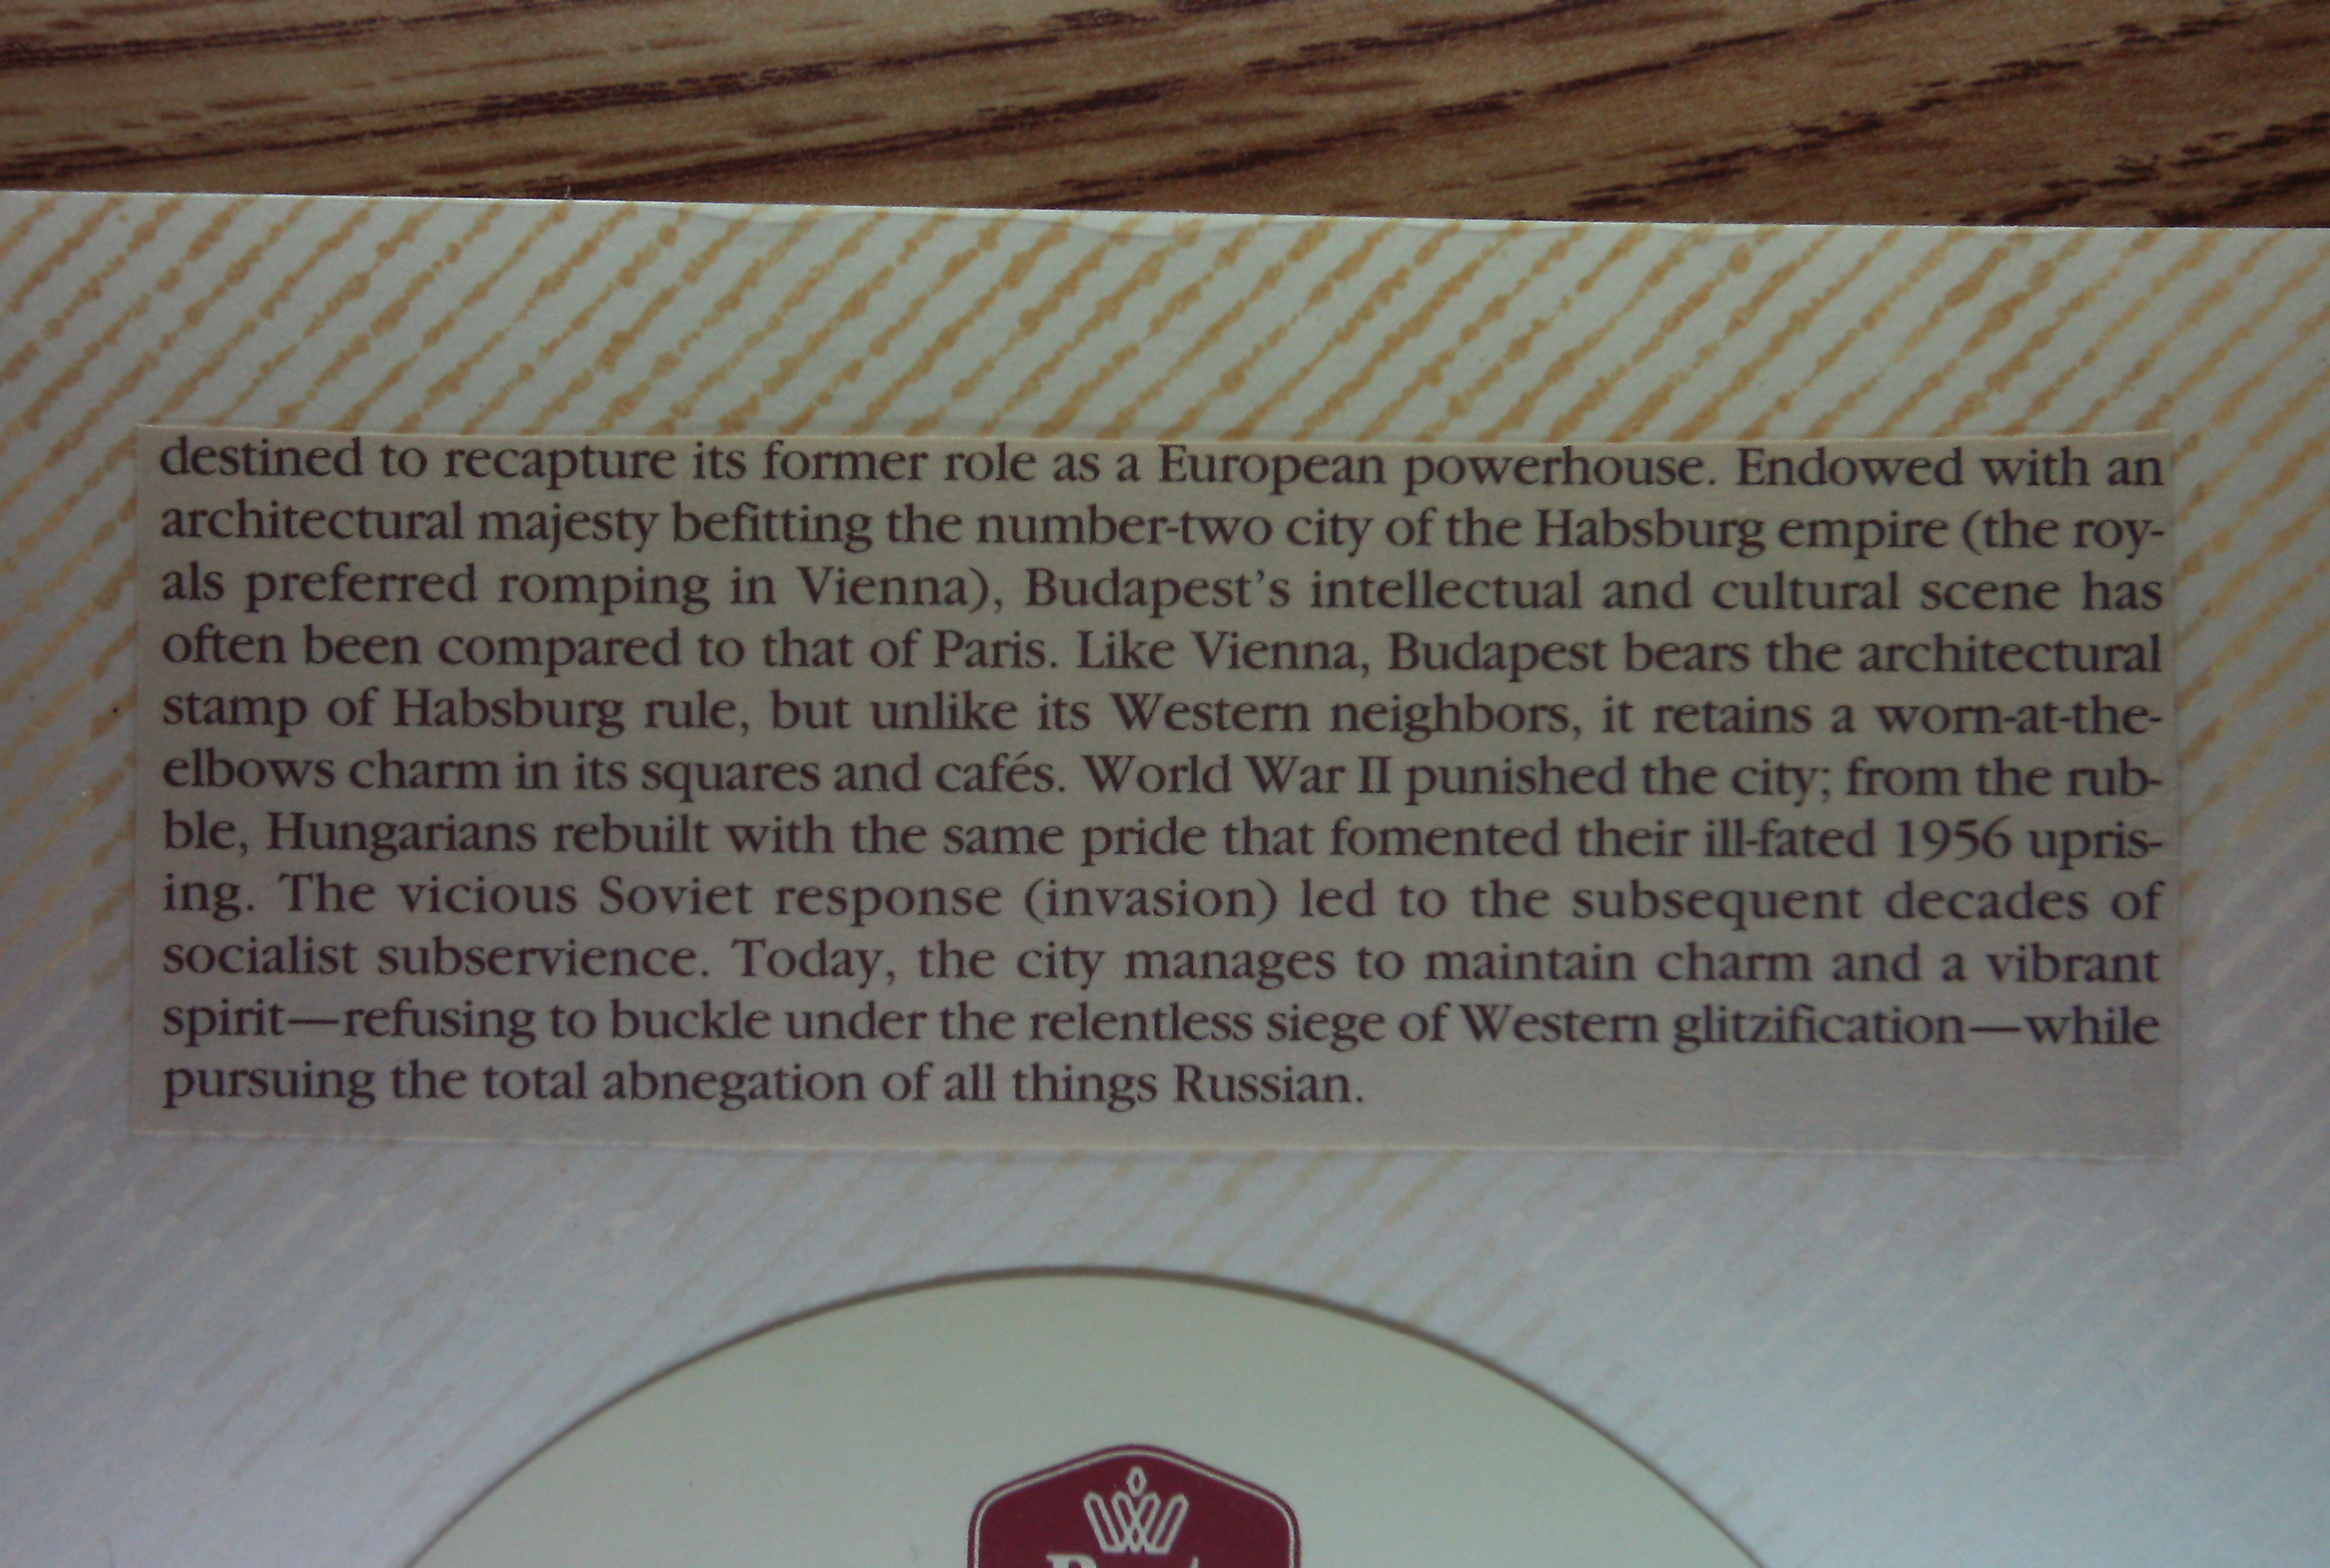 destined to recapture its former role as a European powerhouse. Endowed with an
architectural majesty befitting the number-two city of the Habsburg empire (the roy-
als preferred romping in Vienna), Budapest's intellectual and cultural scene has
often been compared to that of Paris. Like Vienna, Budapest bears the architectural
stamp of Habsburg rule, but unlike its Western neighbors, it retains a worn-at-the-
elbows charm in its squares and cafés. World War II punished the city; from the rub-
ble, Hungarians rebuilt with the same pride that fomented their ill-fated 1956 upris-
ing. The vicious Soviet response (invasion) led to the subsequent decades of
socialist subservience. Today, the city manages to maintain charm and a vibrant
spirit—refusing to buckle under the relentless siege of Western glitzification—while
pursuing the total abnegation of all things Russian.